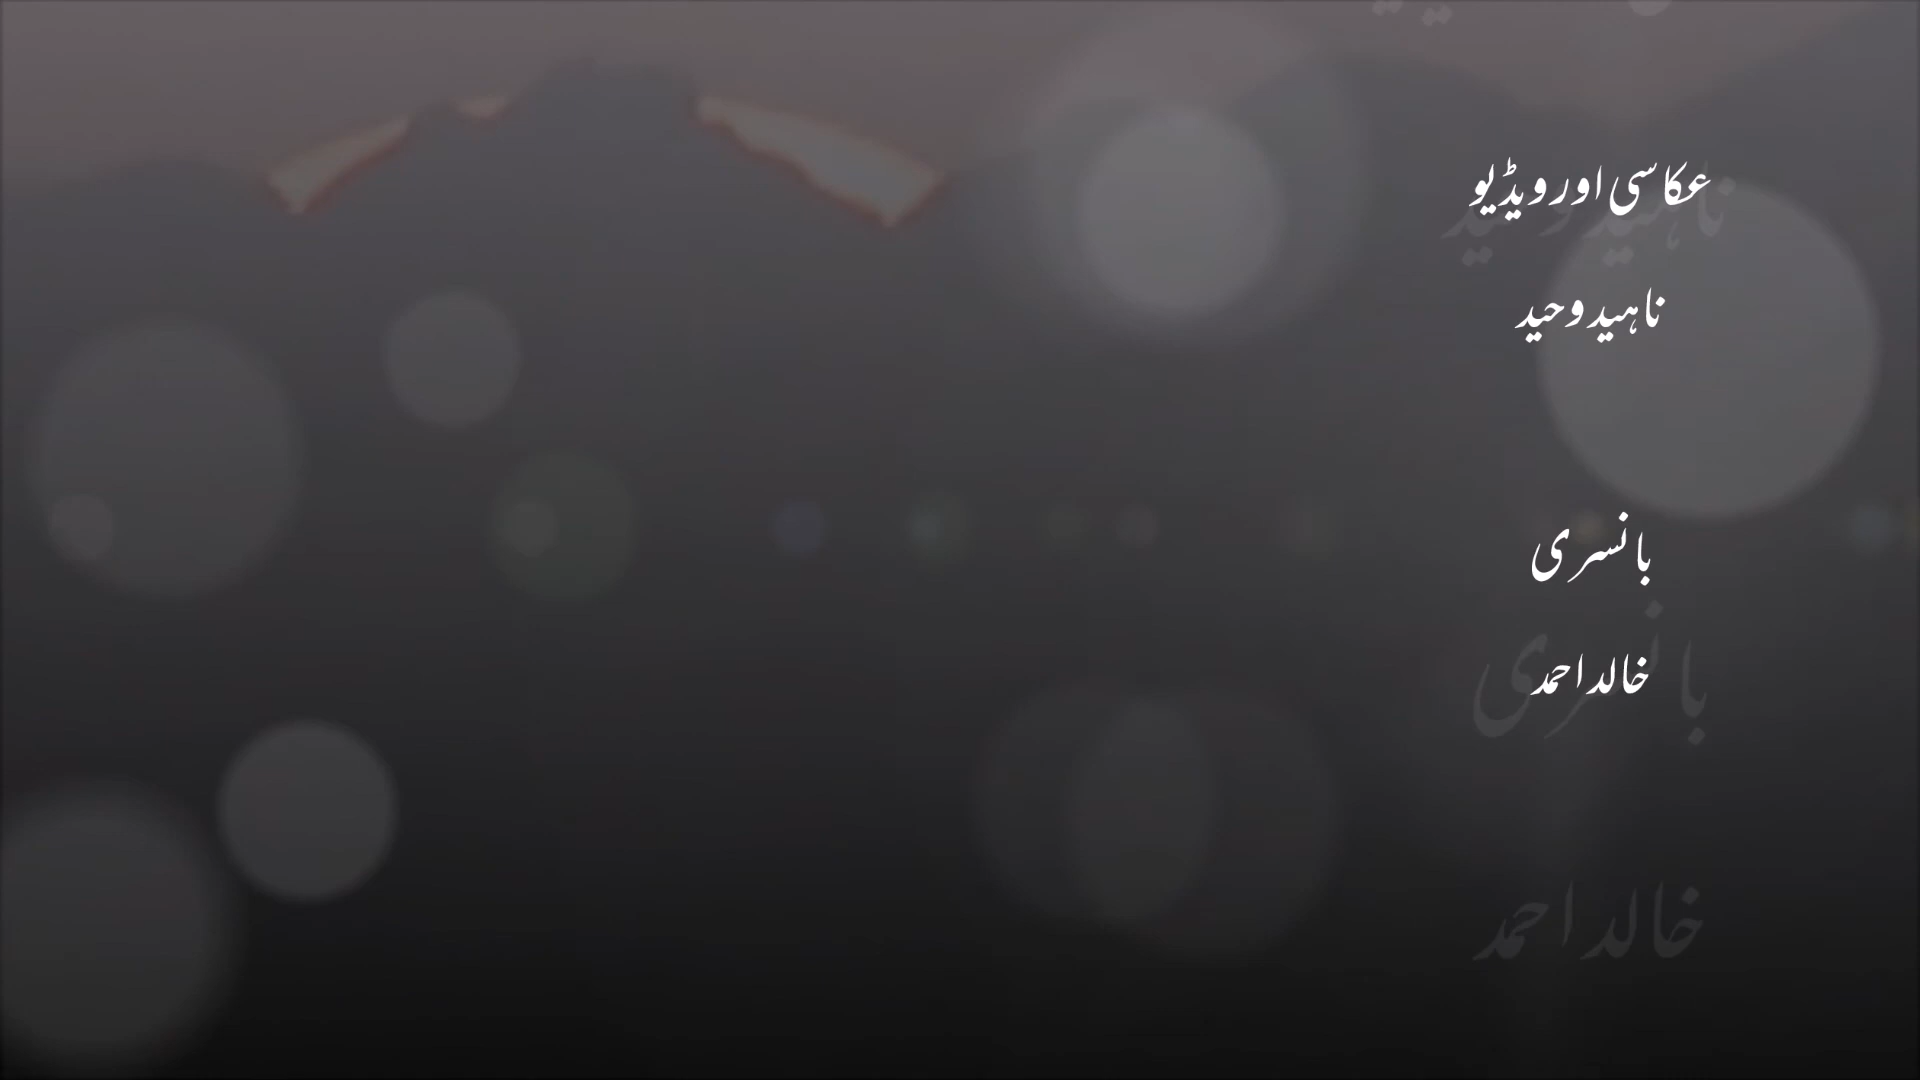 عکاسی اور ویڈیو
ناہید وحید
بانسری
خالد احمد